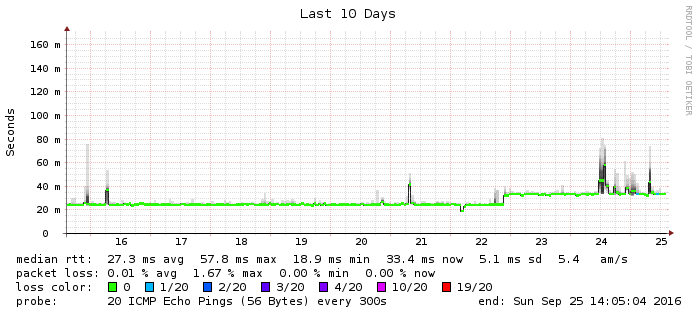 Last 10 Days
RRDTOOL / TOBI OETIKER
Seconds
160 m
140 m
120 m
100 m
80 m
60 m
40 m
20 m
0
16 17 18 19 20 21 22 23 24 25
median rtt: 27.3 ms avg 57.8 ms max 18.9 ms min 33.4 ms now 5.1 ms sd 5.4 am/s
packet loss: 0.01 % avg 1.67 % max 0.00 % min 0.00 % now
loss color: 0 1/20 2/20 3/20 4/20 10/20 19/20
probe: 20 ICMP Echo Pings (56 Bytes) every 300s end: Sun Sep 25 14:05:04 2016